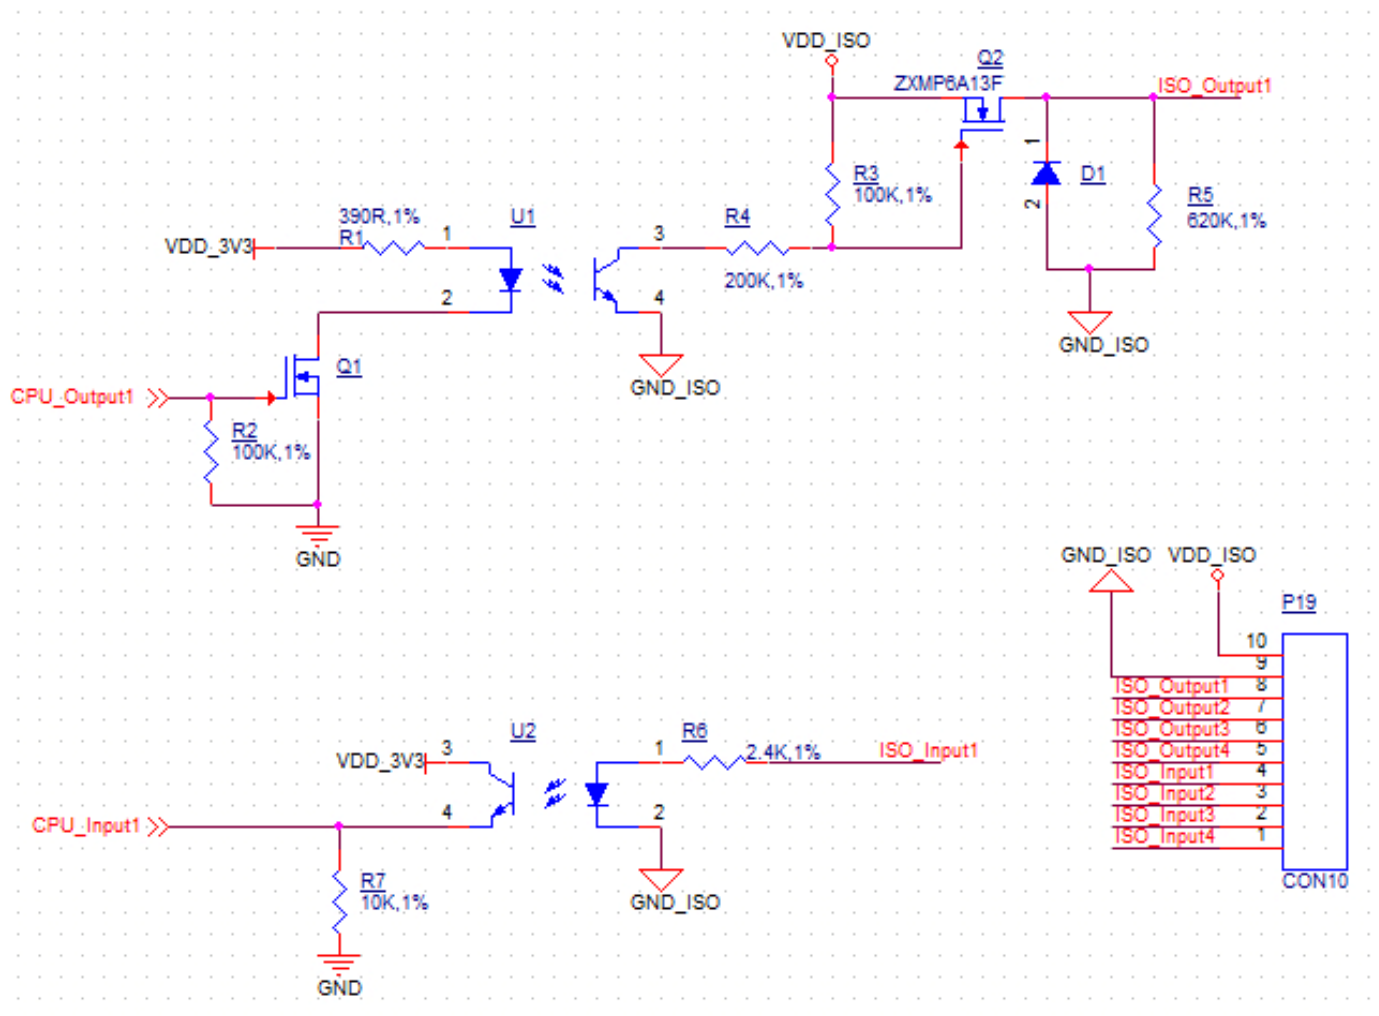 VDD_ISO
Q2
ZXMP6A13F
ISO_Output1
1
D1
2
R3
100K,1%
R5
620K,1%
390R,1%
R1
VDD_3V3
1
U1
3
R4
200K,1%
2
4
GND_ISO
GND_ISO
Q1
CPU_Output1
R2
100K,1%
GND
GND_ISO
VDD_ISO
P19
10
9
ISO_Output1 8
ISO_Output2 7
ISO_Output3 6
ISO_Output4 5
ISO_Input1 4
ISO_Input2 3
ISO_Input3 2
ISO_Input4 1
CON10
U2
VDD_3V3
3
1
R6
2.4K,1%
ISO_Input1
CPU_Input1
4
2
R7
10K,1%
GND_ISO
GND